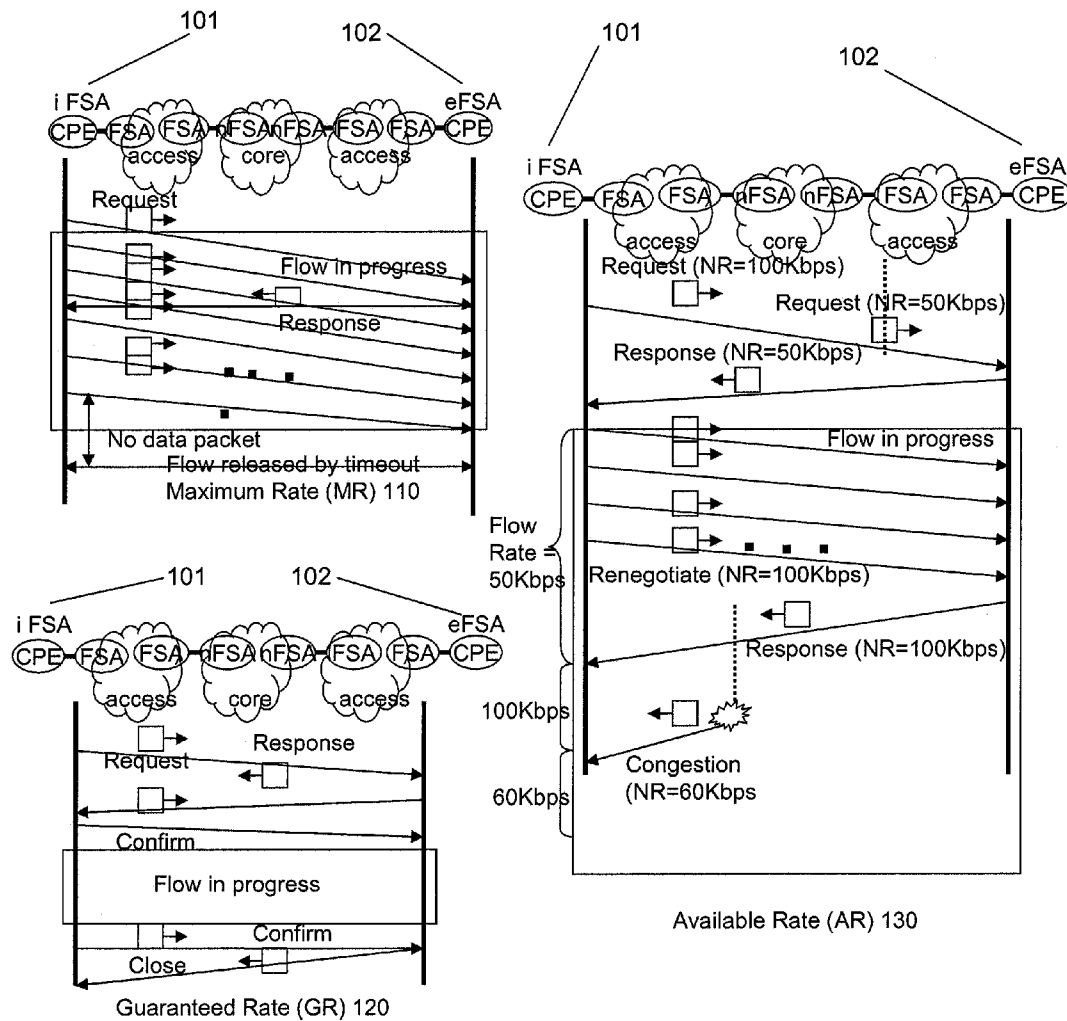 101
102
i FSA
eFSA
CPE FSA FSA nFSA nFSA FSA FSA CPE
access core access
Request
Flow in progress
Response
No data packet
Flow released by timeout
Maximum Rate (MR) 110
101
102
i FSA
eFSA
CPE FSA FSA nFSA nFSA FSA FSA CPE
access core access
Request
Response
Confirm
Flow in progress
Confirm
Close
Guaranteed Rate (GR) 120
101
102
i FSA
eFSA
CPE FSA FSA nFSA nFSA FSA FSA CPE
access core access
Request (NR=100Kbps)
Request (NR=50Kbps)
Response (NR=50Kbps)
Flow in progress
Flow
Rate =
50Kbps
Renegotiate (NR=100Kbps)
Response (NR=100Kbps)
100Kbps
Congestion
(NR=60Kbps
60Kbps
Available Rate (AR) 130